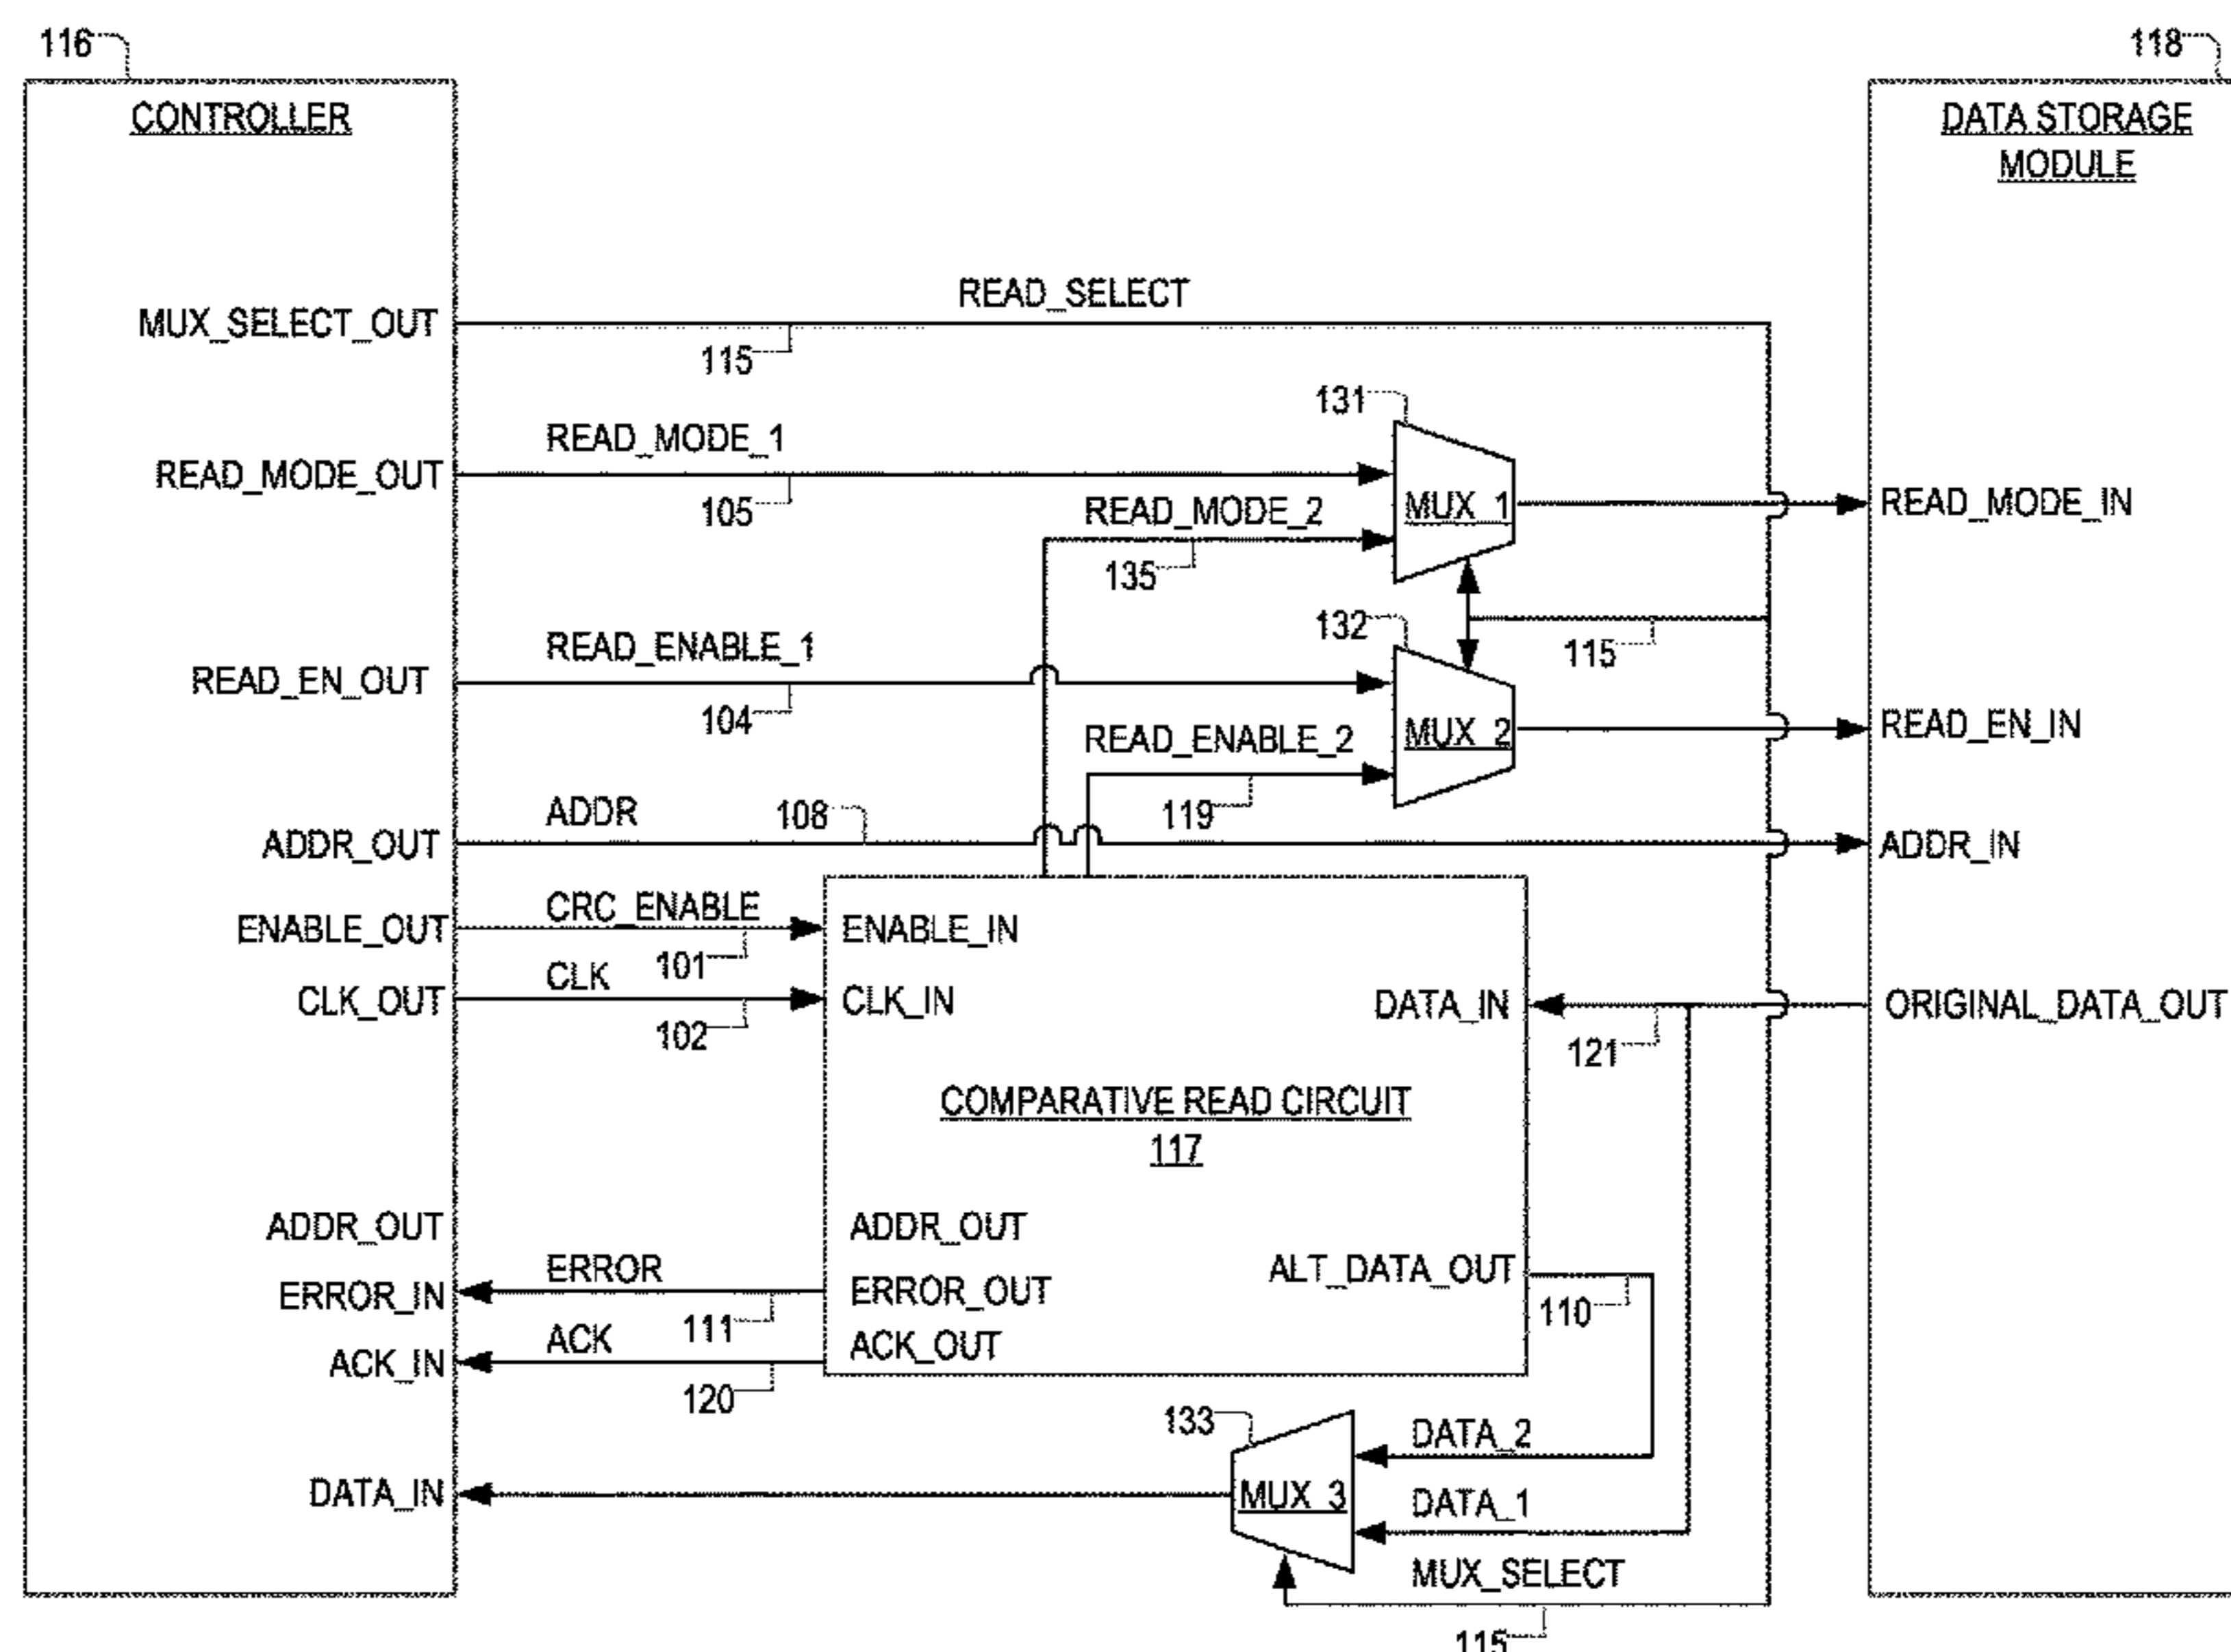 116
118
CONTROLLER
DATA STORAGE
MODULE
READ_SELECT
MUX_SELECT_OUT
115
131
READ_MODE_1
READ_MODE_OUT
105
READ_MODE_2
MUX_1
READ_MODE_IN
135
132
READ_ENABLE_1
115
READ_EN_OUT
104
READ_ENABLE_2
MUX_2
READ_EN_IN
119
ADDR
108
ADDR_OUT
ADDR_IN
CRC_ENABLE
ENABLE_OUT
ENABLE_IN
101
CLK
CLK_OUT
CLK_IN
DATA_IN
ORIGINAL_DATA_OUT
102
121
COMPARATIVE READ CIRCUIT
117
ADDR_OUT
ADDR_OUT
ERROR
ALT_DATA_OUT
ERROR_IN
ERROR_OUT
110
111
ACK
ACK_OUT
ACK_IN
120
133
DATA_2
DATA_IN
MUX_3
DATA_1
MUX_SELECT
115